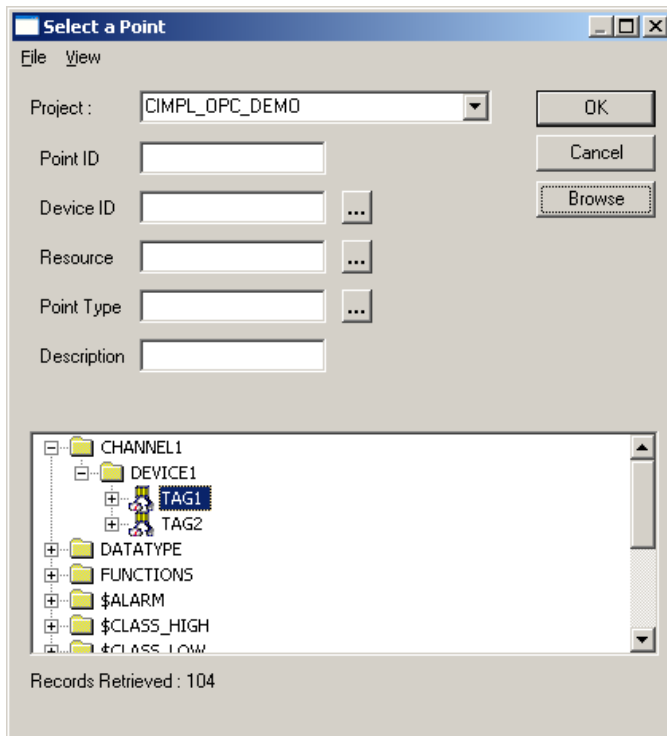 Select a Point
File View
Project : CIMPL_OPC_DEMO OK
Point ID Cancel
Device ID ... Browse
Resource ...
Point Type ...
Description
CHANNEL1
DEVICE1
TAG1
TAG2
DATATYPE
FUNCTIONS
$ALARM
$CLASS_HIGH
$CLASS_LOW
Records Retrieved : 104